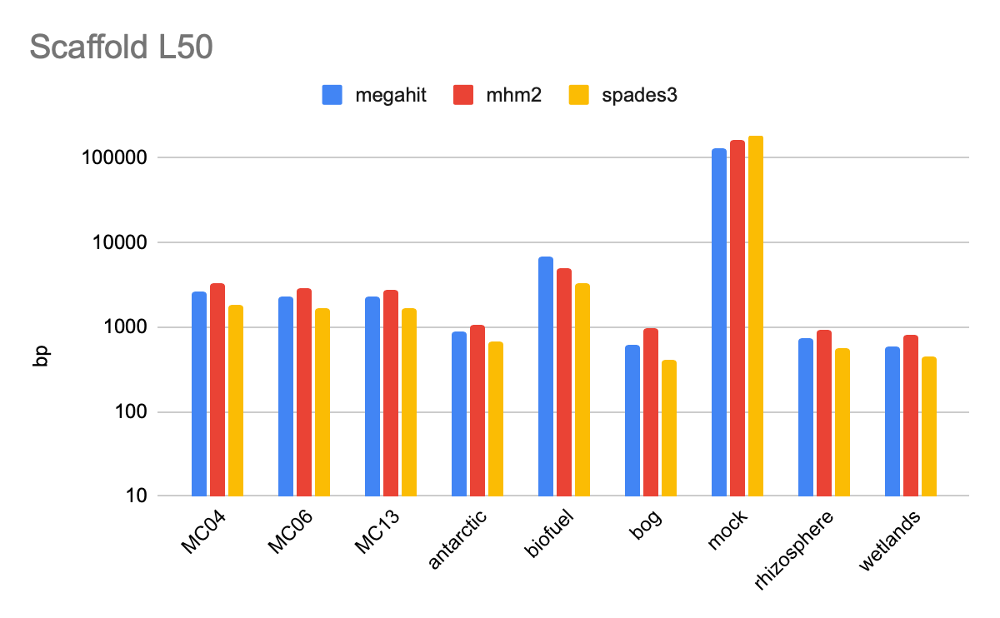 Scaffold L50
megahit mhm2 spades3
100000
10000
1000
100
10
bp
MC04 MC06 MC13 antarctic biofuel bog mock rhizosphere wetlands